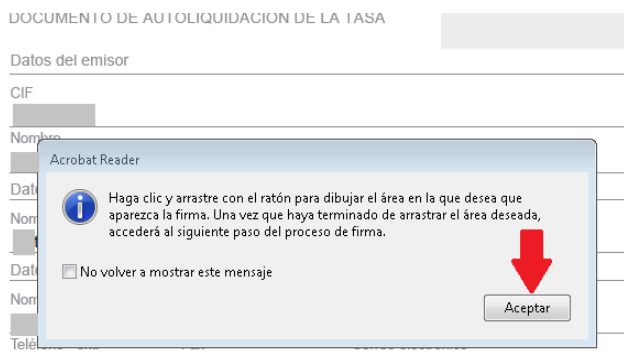 DOCUMENTO DE AUTOLIQUIDACIÓN DE LA TASA
Datos del emisor
CIF
Nombre
Acrobat Reader
Haga clic y arrastre con el ratón para dibujar el área en la que desea que
aparezca la firma. Una vez que haya terminado de arrastrar el área deseada,
accederá al siguiente paso del proceso de firma.
No volver a mostrar este mensaje
Aceptar